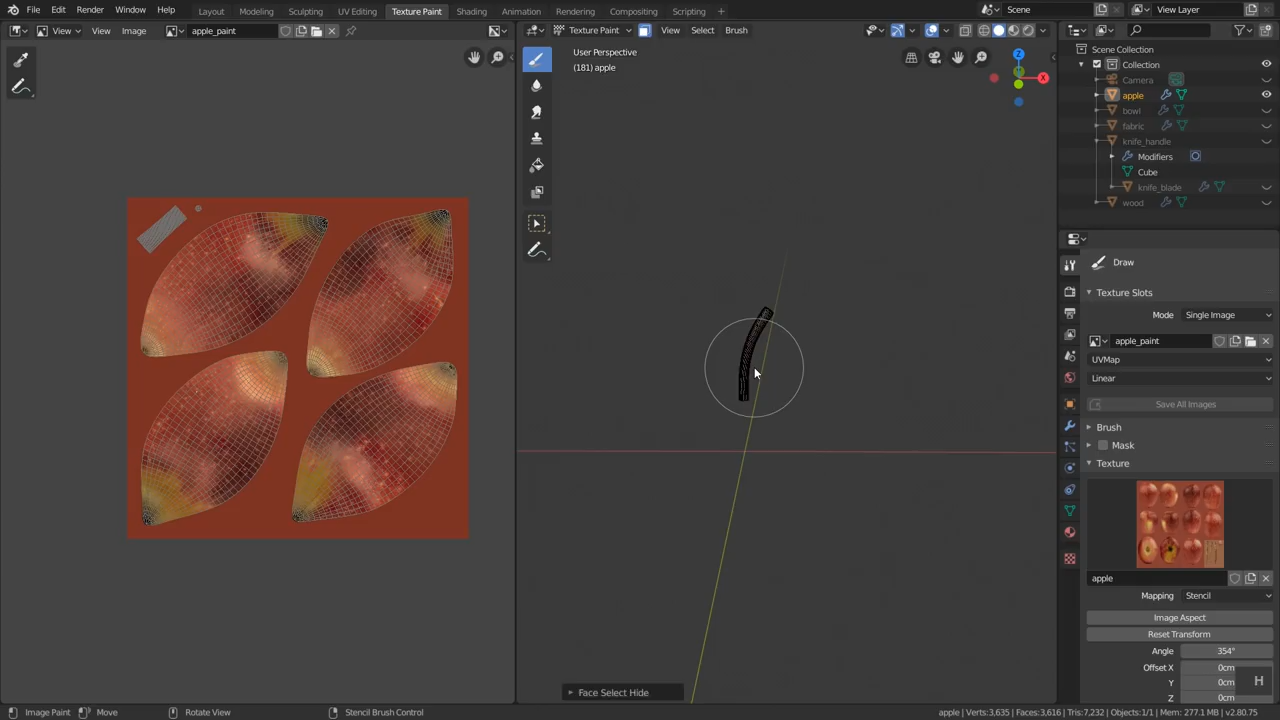 File Edit Render Window Help Layout Modeling Sculpting UV Editing Texture Paint Shading Animation Rendering Compositing Scripting + Scene View Layer
View View Image apple_paint Texture Paint View Select Brush
User Perspective
(181) apple
Z
X
Scene Collection
Collection
Camera
apple
bowl
fabric
knife_handle
Modifiers
Cube
knife_blade
wood
Draw
Texture Slots
Mode Single Image
apple_paint
UVMap
Linear
Save All Images
Brush
Mask
Texture
apple
Mapping Stencil
Image Aspect
Reset Transform
Angle 354°
Offset X 0cm
Y 0cm
Z 0cm
H
Face Select Hide
Image Paint Move Rotate View Stencil Brush Control apple | Verts:3,635 | Faces:3,616 | Tris:7,232 | Objects:1/1 | Mem: 277.1 MB | v2.80.75